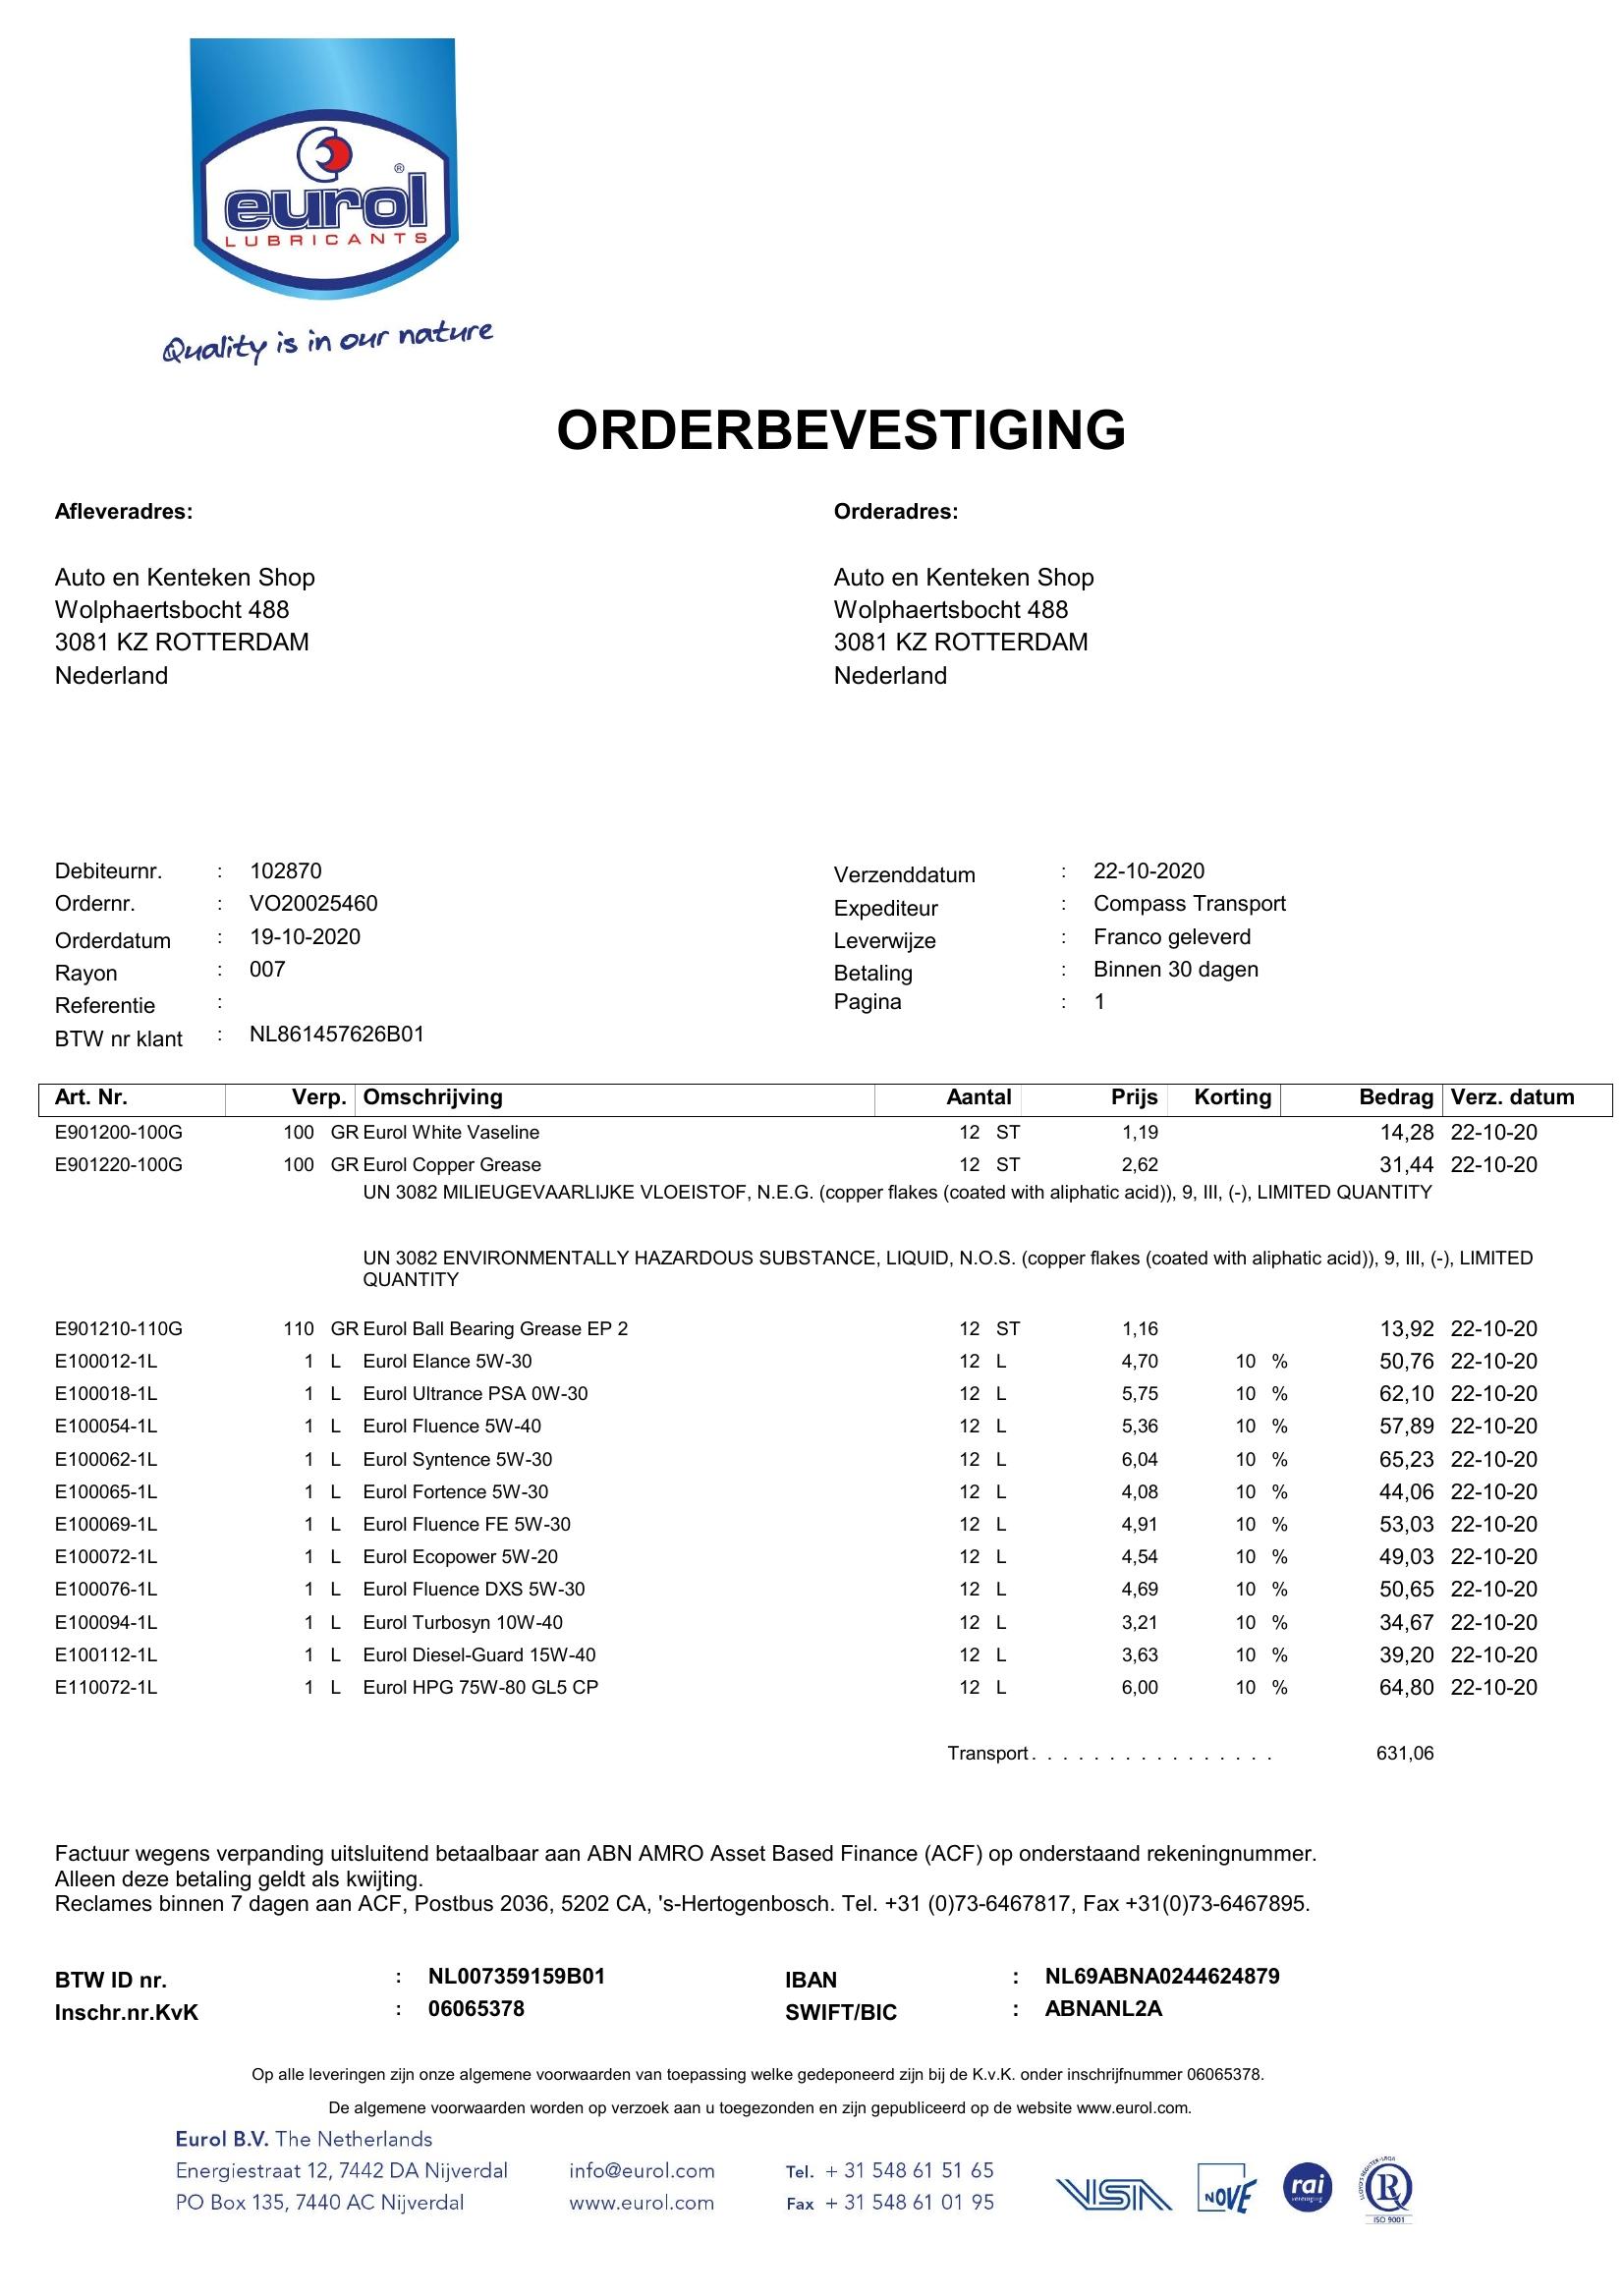 eurol
®
LUBRICANTS
Quality is in our nature
ORDERBEVESTIGING
Afleveradres:
Auto en Kenteken Shop
Wolphaertsbocht 488
3081 KZ ROTTERDAM
Nederland
Orderadres:
Auto en Kenteken Shop
Wolphaertsbocht 488
3081 KZ ROTTERDAM
Nederland
Debiteurnr. : 102870
Ordernr. : VO20025460
Orderdatum : 19-10-2020
Rayon : 007
Referentie :
BTW nr klant : NL861457626B01
Verzenddatum : 22-10-2020
Expediteur : Compass Transport
Leverwijze : Franco geleverd
Betaling : Binnen 30 dagen
Pagina : 1
Art. Nr. Verp. Omschrijving Aantal Prijs Korting Bedrag Verz. datum
E901200-100G 100 GR Eurol White Vaseline 12 ST 1,19 14,28 22-10-20
E901220-100G 100 GR Eurol Copper Grease 12 ST 2,62 31,44 22-10-20
UN 3082 MILIEUGEVAARLIJKE VLOEISTOF, N.E.G. (copper flakes (coated with aliphatic acid)), 9, III, (-), LIMITED QUANTITY
UN 3082 ENVIRONMENTALLY HAZARDOUS SUBSTANCE, LIQUID, N.O.S. (copper flakes (coated with aliphatic acid)), 9, III, (-), LIMITED
QUANTITY
E901210-110G 110 GR Eurol Ball Bearing Grease EP 2 12 ST 1,16 13,92 22-10-20
E100012-1L 1 L Eurol Elance 5W-30 12 L 4,70 10 % 50,76 22-10-20
E100018-1L 1 L Eurol Ultrance PSA 0W-30 12 L 5,75 10 % 62,10 22-10-20
E100054-1L 1 L Eurol Fluence 5W-40 12 L 5,36 10 % 57,89 22-10-20
E100062-1L 1 L Eurol Syntence 5W-30 12 L 6,04 10 % 65,23 22-10-20
E100065-1L 1 L Eurol Fortence 5W-30 12 L 4,08 10 % 44,06 22-10-20
E100069-1L 1 L Eurol Fluence FE 5W-30 12 L 4,91 10 % 53,03 22-10-20
E100072-1L 1 L Eurol Ecopower 5W-20 12 L 4,54 10 % 49,03 22-10-20
E100076-1L 1 L Eurol Fluence DXS 5W-30 12 L 4,69 10 % 50,65 22-10-20
E100094-1L 1 L Eurol Turbosyn 10W-40 12 L 3,21 10 % 34,67 22-10-20
E100112-1L 1 L Eurol Diesel-Guard 15W-40 12 L 3,63 10 % 39,20 22-10-20
E110072-1L 1 L Eurol HPG 75W-80 GL5 CP 12 L 6,00 10 % 64,80 22-10-20
Transport . . . . . . . . . . . . . . . . 631,06
Factuur wegens verpanding uitsluitend betaalbaar aan ABN AMRO Asset Based Finance (ACF) op onderstaand rekeningnummer.
Alleen deze betaling geldt als kwijting.
Reclames binnen 7 dagen aan ACF, Postbus 2036, 5202 CA, 's-Hertogenbosch. Tel. +31 (0)73-6467817, Fax +31(0)73-6467895.
BTW ID nr. : NL007359159B01 IBAN : NL69ABNA0244624879
Inschr.nr.KvK : 06065378 SWIFT/BIC : ABNANL2A
Op alle leveringen zijn onze algemene voorwaarden van toepassing welke gedeponeerd zijn bij de K.v.K. onder inschrijfnummer 06065378.
De algemene voorwaarden worden op verzoek aan u toegezonden en zijn gepubliceerd op de website www.eurol.com.
Eurol B.V. The Netherlands
Energiestraat 12, 7442 DA Nijverdal info@eurol.com Tel. + 31 548 61 51 65
PO Box 135, 7440 AC Nijverdal www.eurol.com Fax + 31 548 61 01 95
VSN
NOVE
rai
vereniging
R
ISO 9001